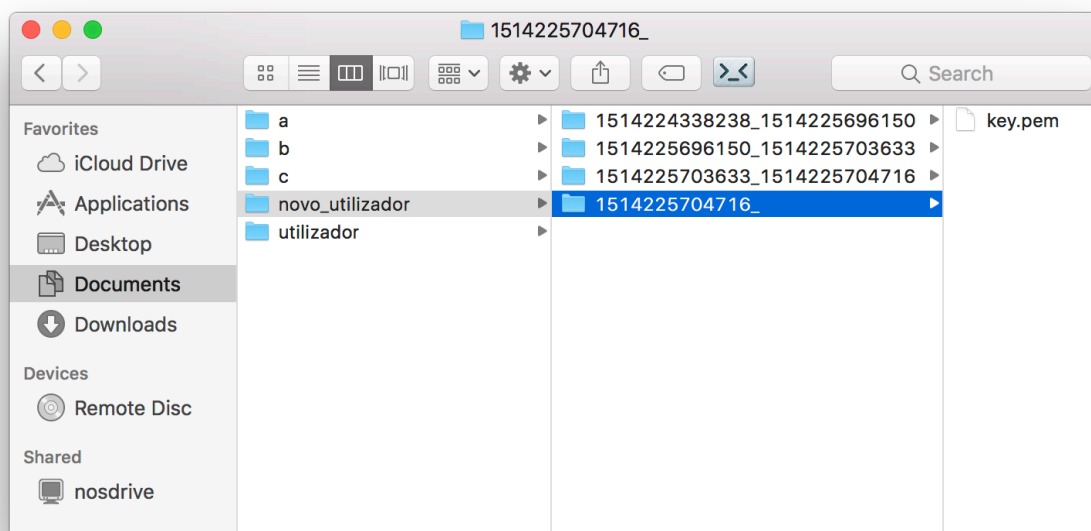 1514225704716_
Search
Favorites
iCloud Drive
Applications
Desktop
Documents
Downloads
Devices
Remote Disc
Shared
nosdrive
a
b
c
novo_utilizador
utilizador
1514224338238_1514225696150
1514225696150_1514225703633
1514225703633_1514225704716
1514225704716_
key.pem